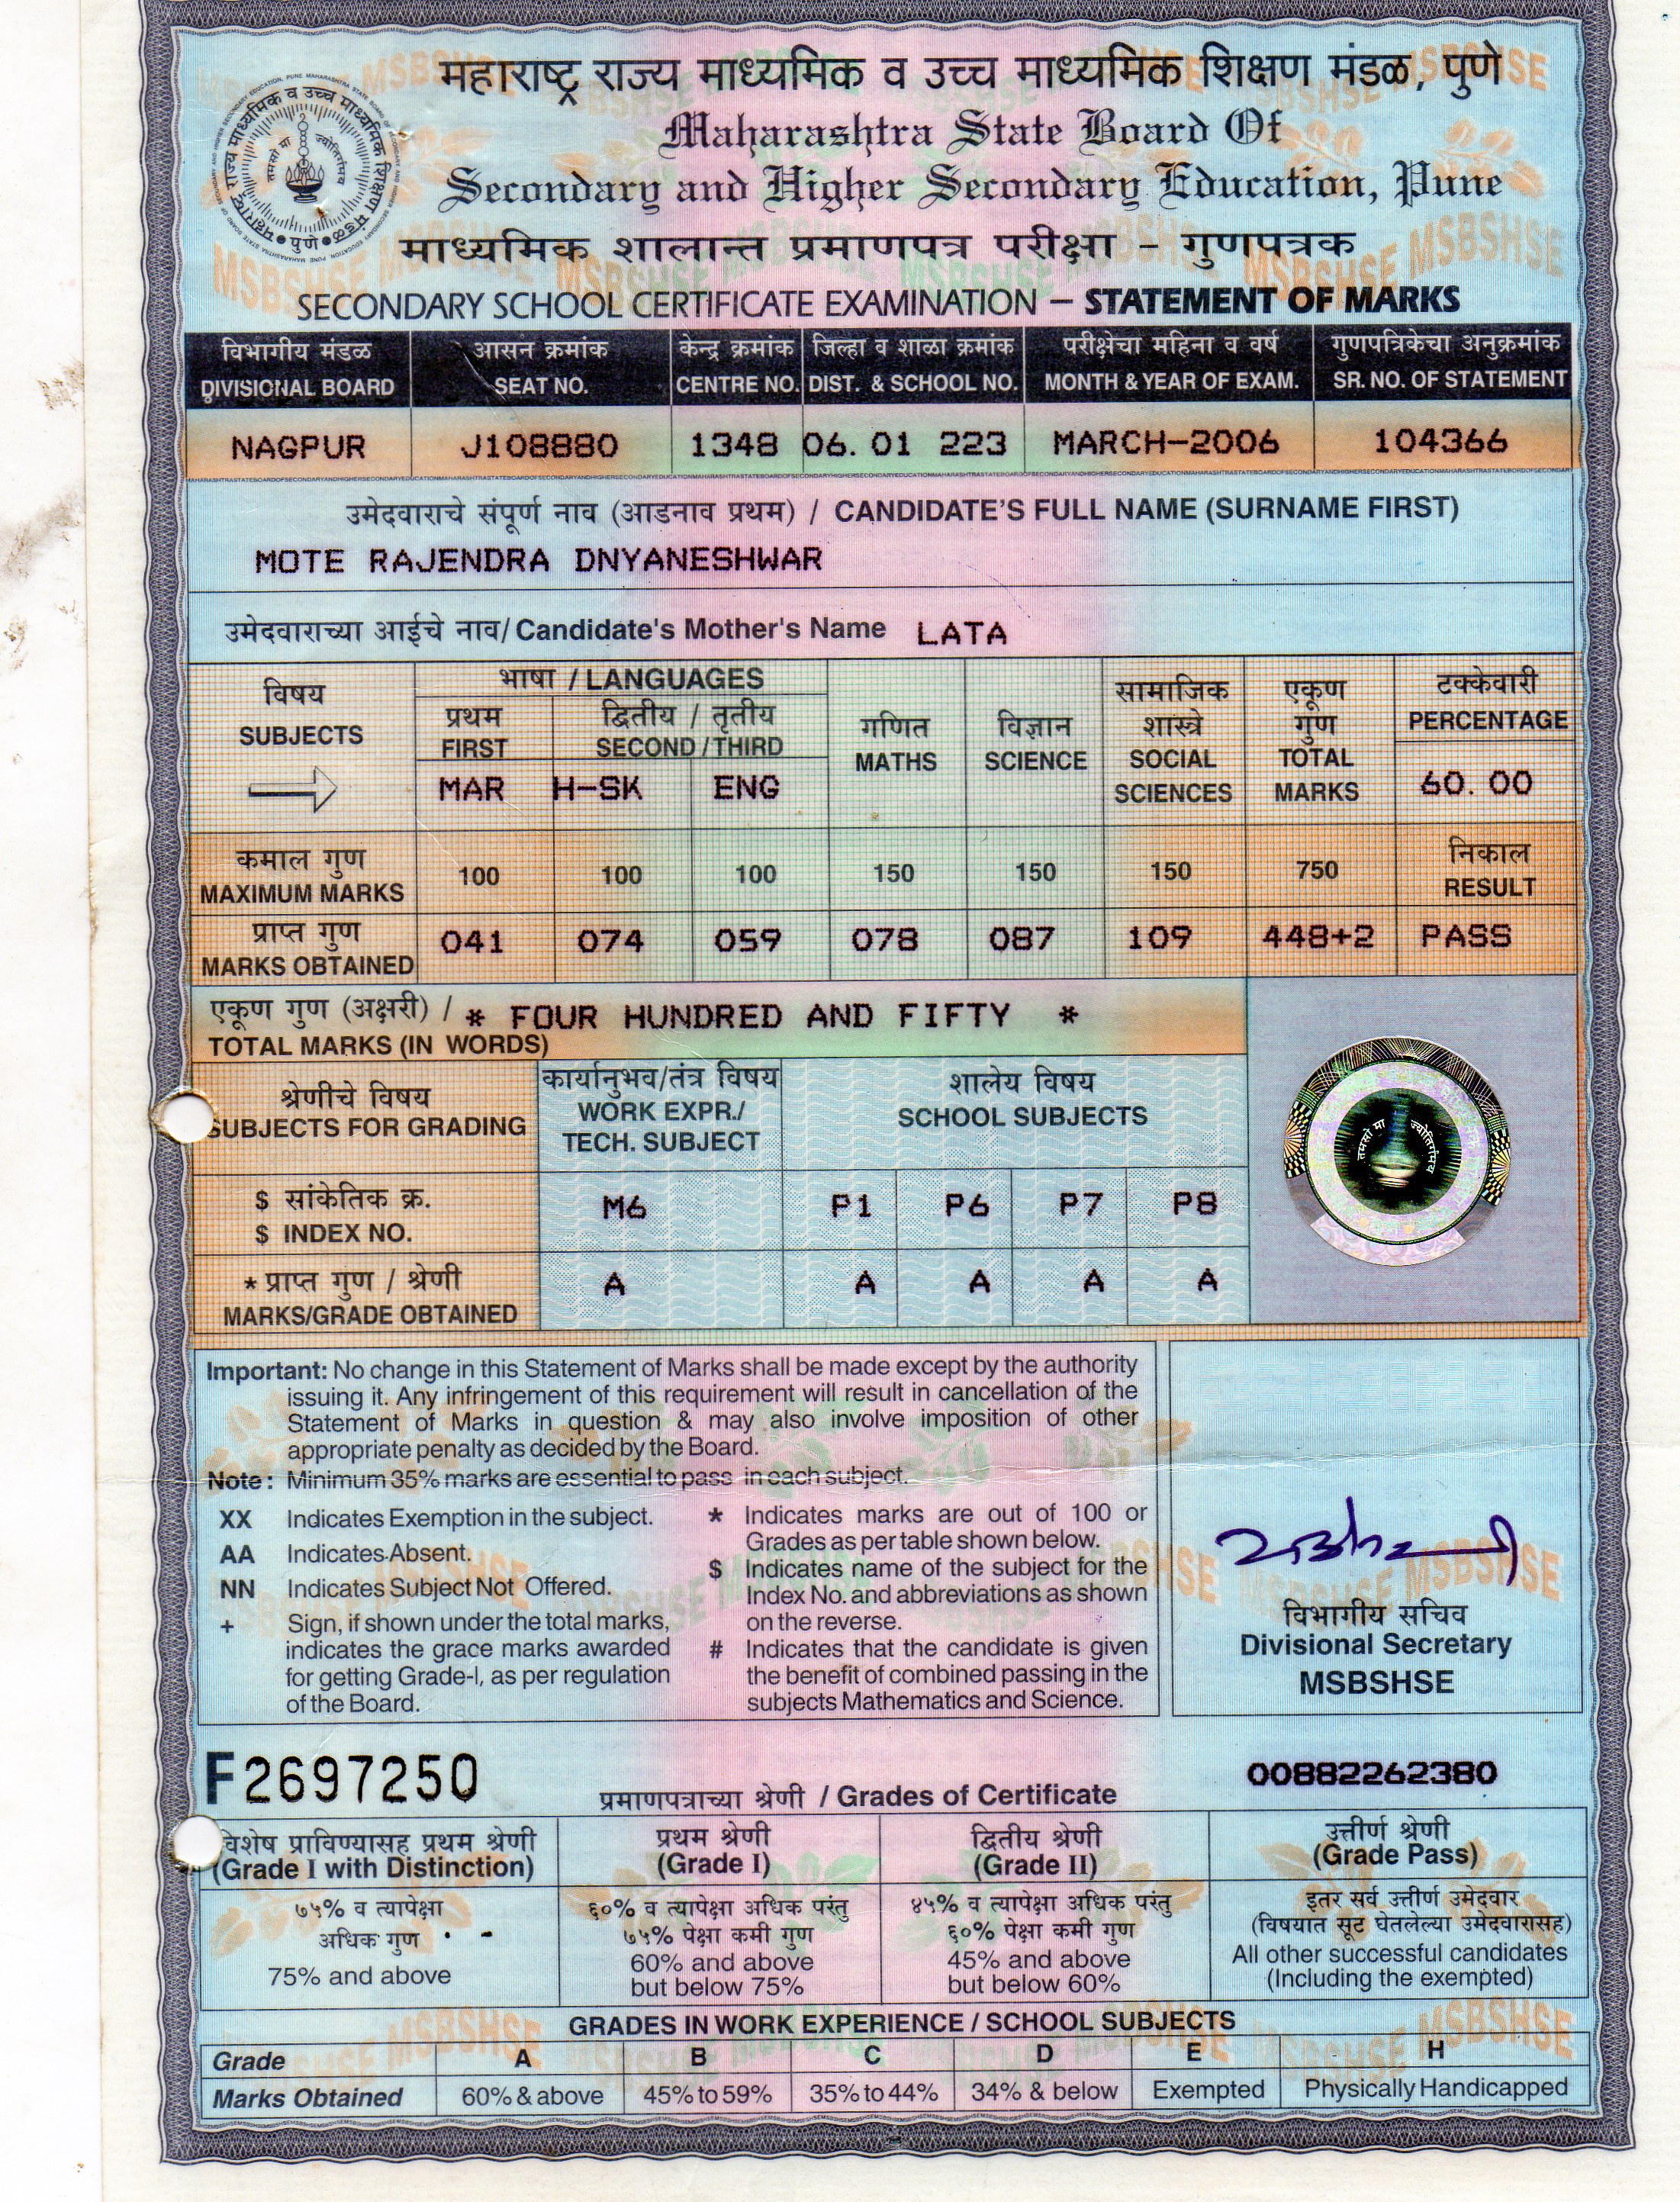 महाराष्ट्र राज्य माध्यमिक व उच्च माध्यमिक शिक्षण मंडळ, पुणे
Maharashtra State Board Of
Secondary and Higher Secondary Education, Pune
माध्यमिक शालान्त प्रमाणपत्र परीक्षा - गुणपत्रक
SECONDARY SCHOOL CERTIFICATE EXAMINATION – STATEMENT OF MARKS
विभागीय मंडळ आसन क्रमांक केन्द्र क्रमांक जिल्हा व शाळा क्रमांक परीक्षेचा महिना व वर्ष गुणपत्रिकेचा अनुक्रमांक
DIVISIONAL BOARD SEAT NO. CENTRE NO. DIST. & SCHOOL NO. MONTH & YEAR OF EXAM. SR. NO. OF STATEMENT
NAGPUR J108880 1348 06. 01 223 MARCH-2006 104366
उमेदवाराचे संपूर्ण नाव (आडनाव प्रथम) / CANDIDATE'S FULL NAME (SURNAME FIRST)
MOTE RAJENDRA DNYANESHWAR
उमेदवाराच्या आईचे नाव/ Candidate's Mother's Name LATA
विषय
SUBJECTS
भाषा / LANGUAGES
प्रथम
FIRST
द्वितीय / तृतीय
SECOND / THIRD
MAR H-SK ENG
गणित
MATHS
विज्ञान
SCIENCE
सामाजिक
शास्त्रे
SOCIAL
SCIENCES
एकूण
गुण
TOTAL
MARKS
टक्केवारी
PERCENTAGE
60. 00
कमाल गुण
MAXIMUM MARKS
100 100 100 150 150 150 750
निकाल
RESULT
प्राप्त गुण
MARKS OBTAINED
041 074 059 078 087 109 448+2 PASS
एकूण गुण (अक्षरी) / * FOUR HUNDRED AND FIFTY *
TOTAL MARKS (IN WORDS)
श्रेणीचे विषय
SUBJECTS FOR GRADING
कार्यानुभव/तंत्र विषय
WORK EXPR./
TECH. SUBJECT
शालेय विषय
SCHOOL SUBJECTS
$ सांकेतिक क्र.
$ INDEX NO.
M6 P1 P6 P7 P8
* प्राप्त गुण / श्रेणी
MARKS/GRADE OBTAINED
A A A A A
तमसो मा ज्योतिर्गमय
Important: No change in this Statement of Marks shall be made except by the authority
issuing it. Any infringement of this requirement will result in cancellation of the
Statement of Marks in question & may also involve imposition of other
appropriate penalty as decided by the Board.
Note : Minimum 35% marks are essential to pass in each subject.
XX Indicates Exemption in the subject.
AA Indicates Absent.
NN Indicates Subject Not Offered.
+ Sign, if shown under the total marks,
indicates the grace marks awarded
for getting Grade-I, as per regulation
of the Board.
* Indicates marks are out of 100 or
Grades as per table shown below.
$ Indicates name of the subject for the
Index No. and abbreviations as shown
on the reverse.
# Indicates that the candidate is given
the benefit of combined passing in the
subjects Mathematics and Science.
विभागीय सचिव
Divisional Secretary
MSBSHSE
F2697250
00882262380
प्रमाणपत्राच्या श्रेणी / Grades of Certificate
विशेष प्राविण्यासह प्रथम श्रेणी
(Grade I with Distinction)
प्रथम श्रेणी
(Grade I)
द्वितीय श्रेणी
(Grade II)
उत्तीर्ण श्रेणी
(Grade Pass)
७५% व त्यापेक्षा
अधिक गुण
75% and above
६०% व त्यापेक्षा अधिक परंतु
७५% पेक्षा कमी गुण
60% and above
but below 75%
४५% व त्यापेक्षा अधिक परंतु
६०% पेक्षा कमी गुण
45% and above
but below 60%
इतर सर्व उत्तीर्ण उमेदवार
(विषयात सूट घेतलेल्या उमेदवारासह)
All other successful candidates
(Including the exempted)
GRADES IN WORK EXPERIENCE / SCHOOL SUBJECTS
Grade A B C D E H
Marks Obtained 60% & above 45% to 59% 35% to 44% 34% & below Exempted Physically Handicapped